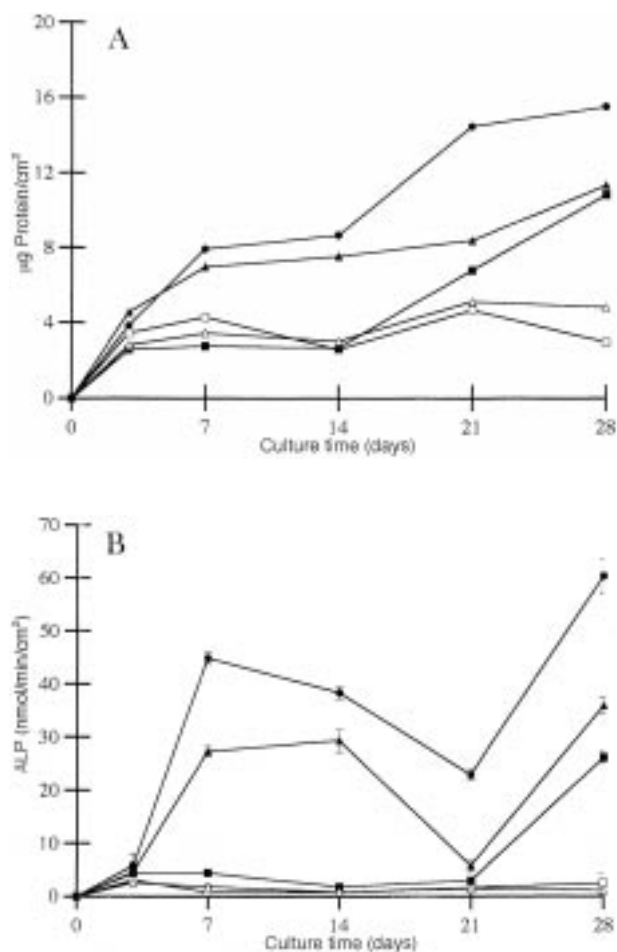 A
20
16
12
8
4
0
μg Protein/cm²
0 7 14 21 28
Culture time (days)
B
70
60
50
40
30
20
10
0
ALP (nmol/min/cm²)
0 7 14 21 28
Culture time (days)